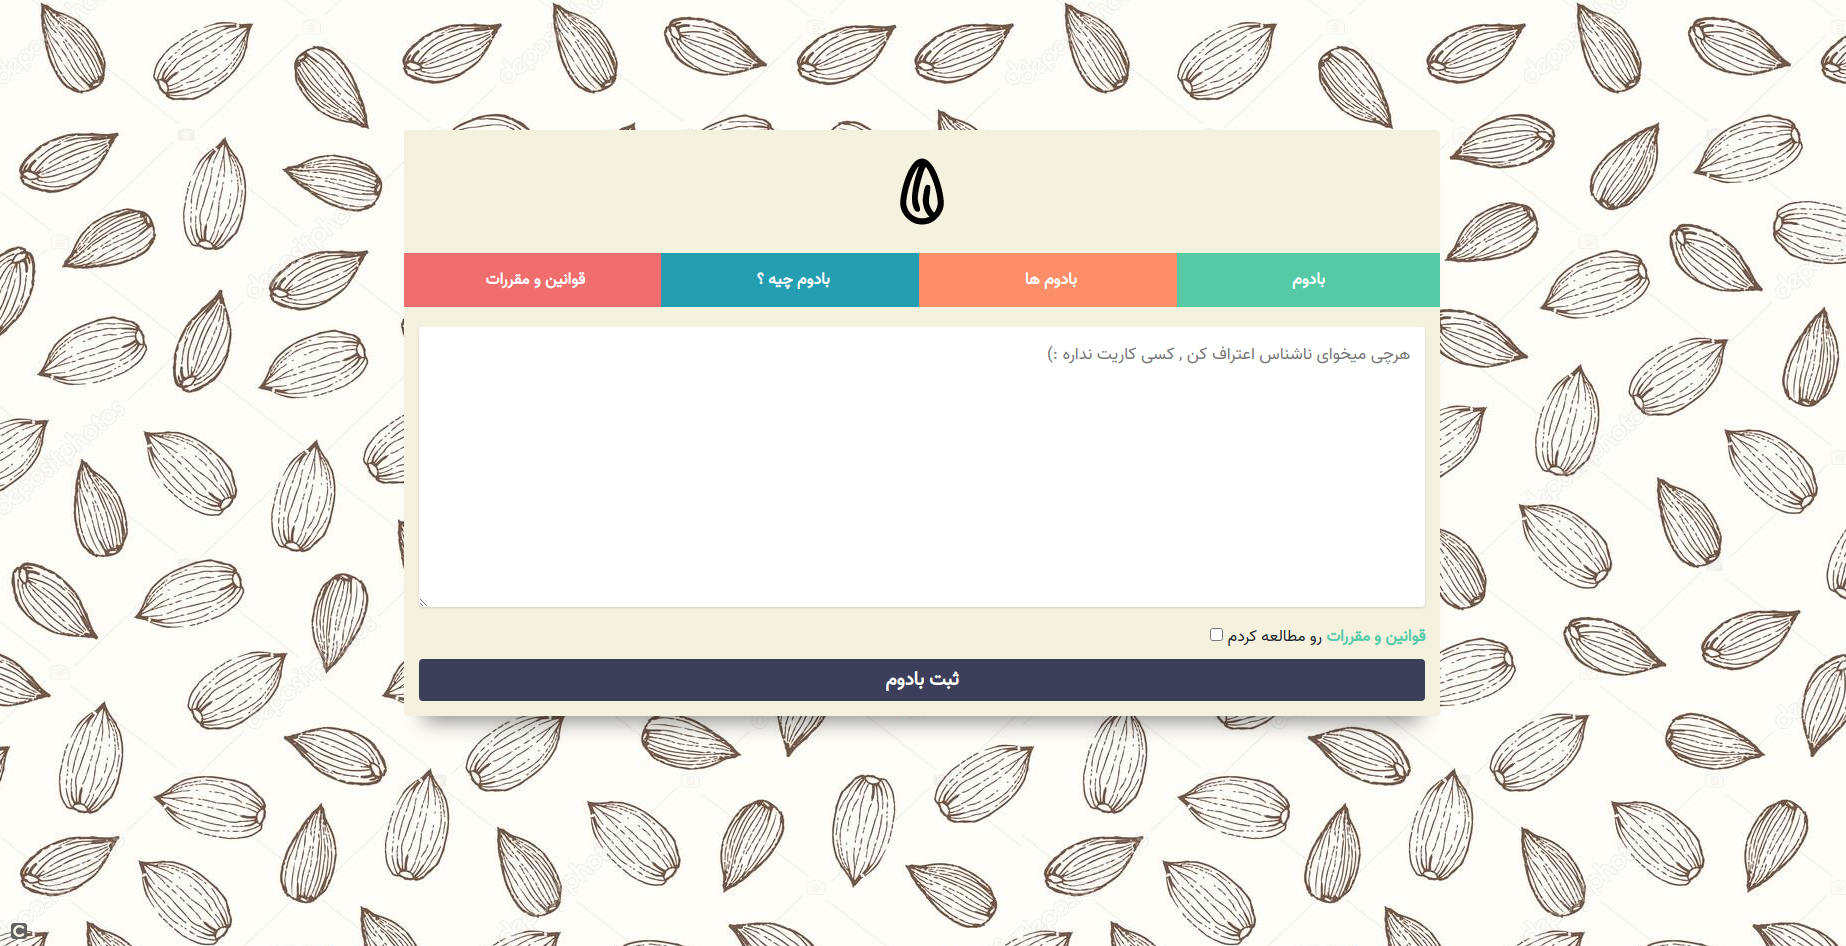 بادوم
بادوم ها
بادوم چیه ؟
قوانین و مقررات
هرچی میخوای ناشناس اعتراف کن , کسی کاریت نداره :)
قوانین و مقررات رو مطالعه کردم
ثبت بادوم
depositphotos